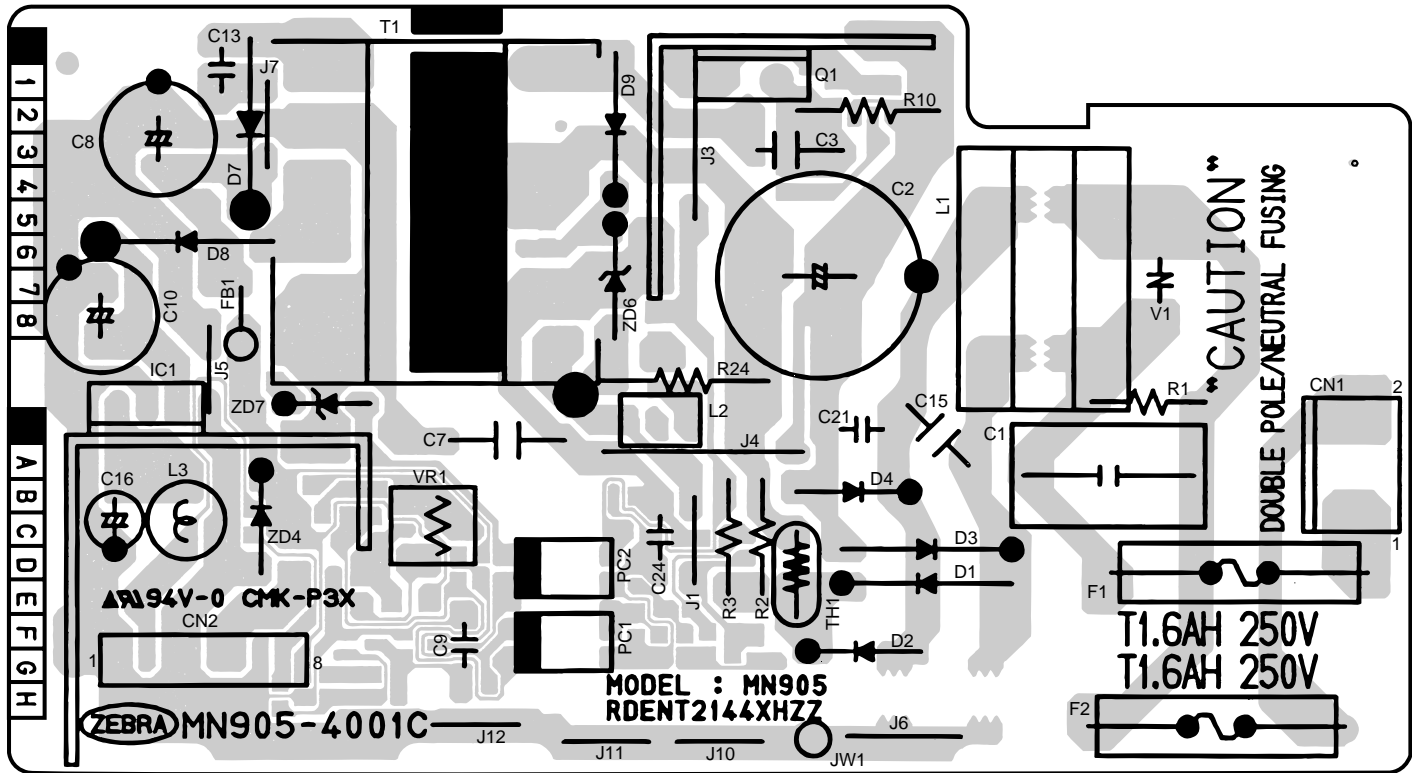 T1
C13
J7
D9
Q1
R10
1
2
3
4
5
6
7
8
C8
D7
J3
C3
C2
L1
"CAUTION"
DOUBLE POLE/NEUTRAL FUSING
D8
FB1
C10
ZD6
V1
IC1
J5
ZD7
R24
L2
C21
C15
R1
C1
CN1
2
1
C7
J4
A
B
C
D
E
F
G
H
C16
L3
ZD4
VR1
D4
PC2
C24
J1
R3
R2
TH1
D3
D1
F1
94V-0 CMK-P3X
CN2
1
8
C9
PC1
D2
T1.6AH 250V
T1.6AH 250V
MODEL : MN905
RDENT2144XHZZ
ZEBRA MN905-4001C
J12
J11
J10
JW1
J6
F2